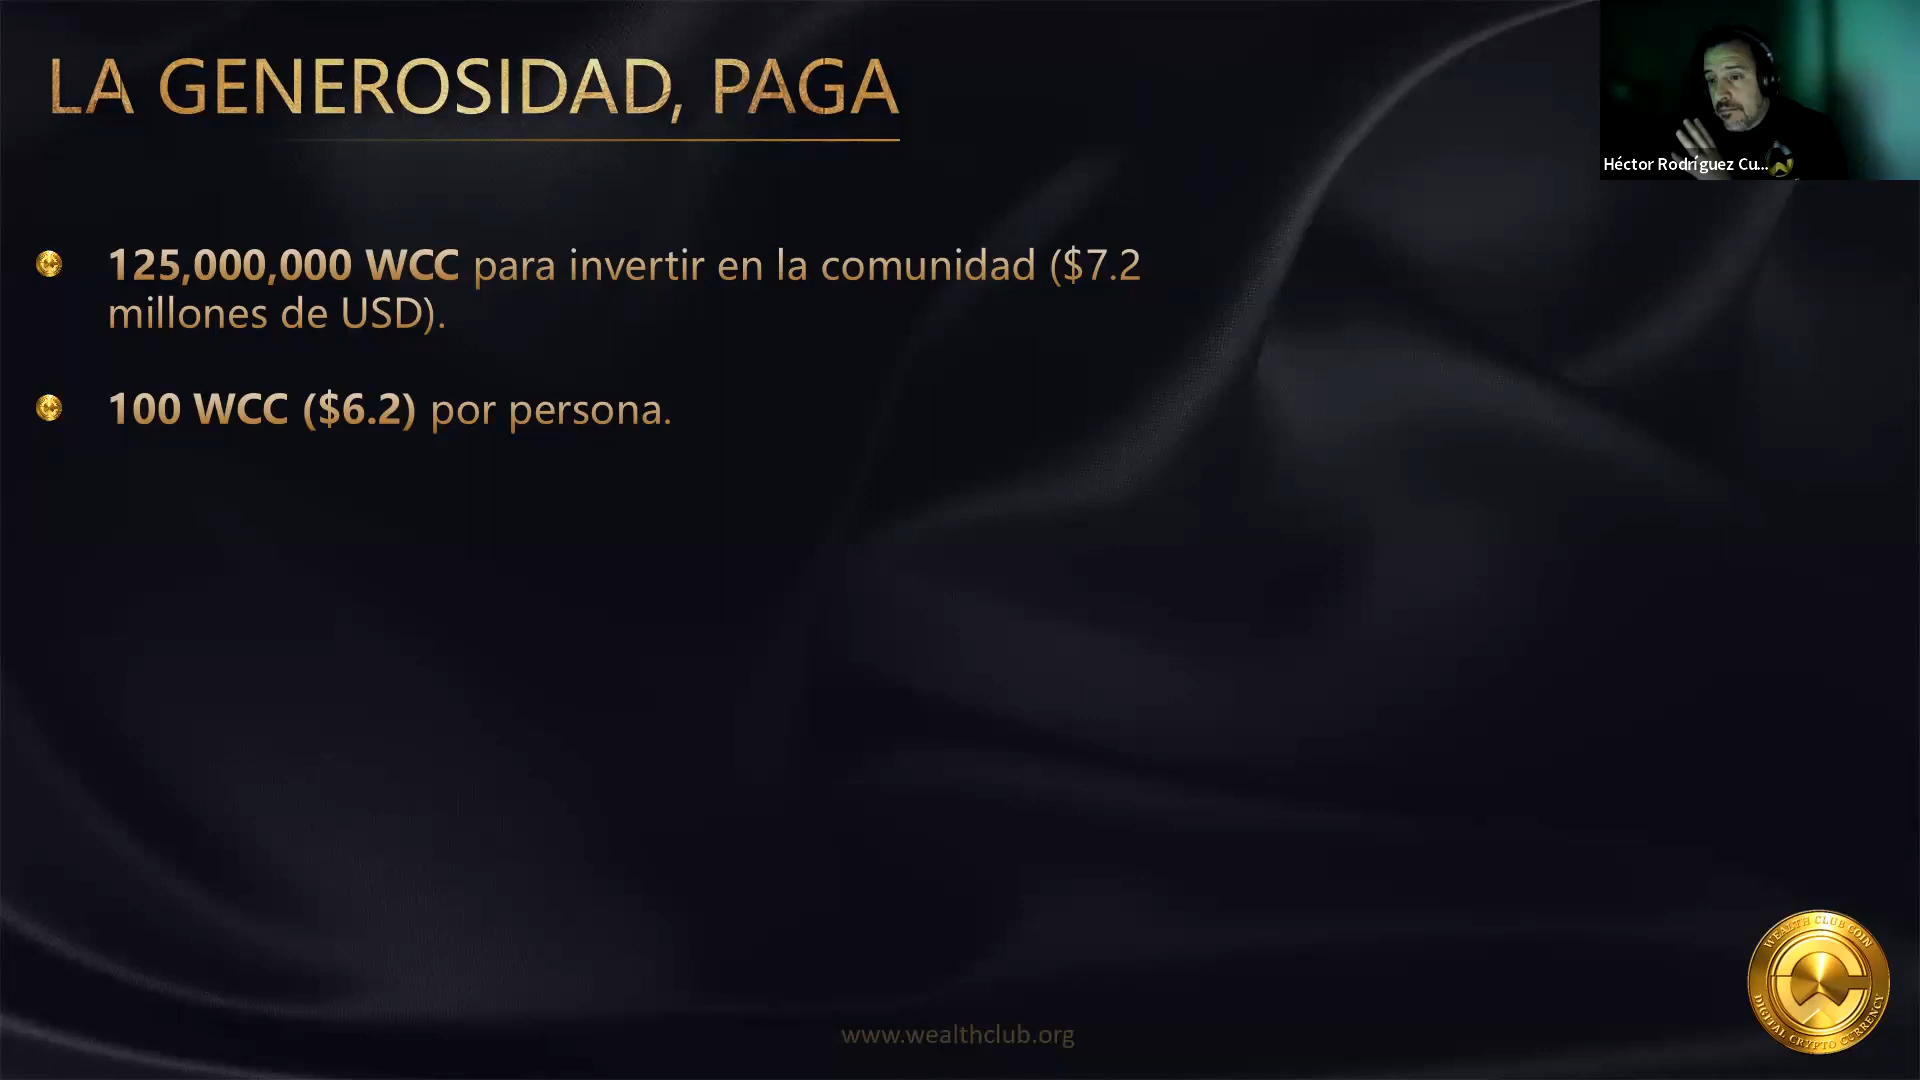 LA GENEROSIDAD, PAGA
Héctor Rodríguez Cu...
125,000,000 WCC para invertir en la comunidad ($7.2
millones de USD).
100 WCC ($6.2) por persona.
www.wealthclub.org
WEALTH CLUB COIN
DIGITAL CRYPTO CURRENCY